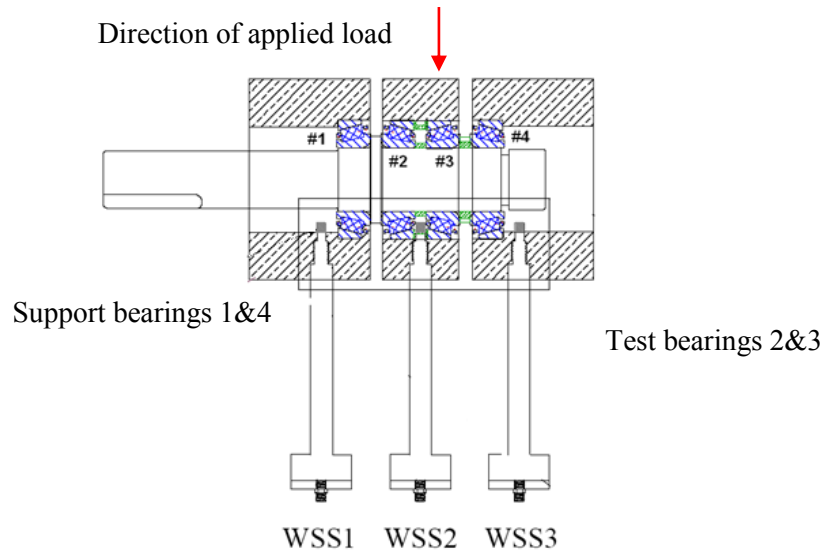 Direction of applied load
#1
#4
#2
#3
Support bearings 1&4
Test bearings 2&3
WSS1
WSS2
WSS3